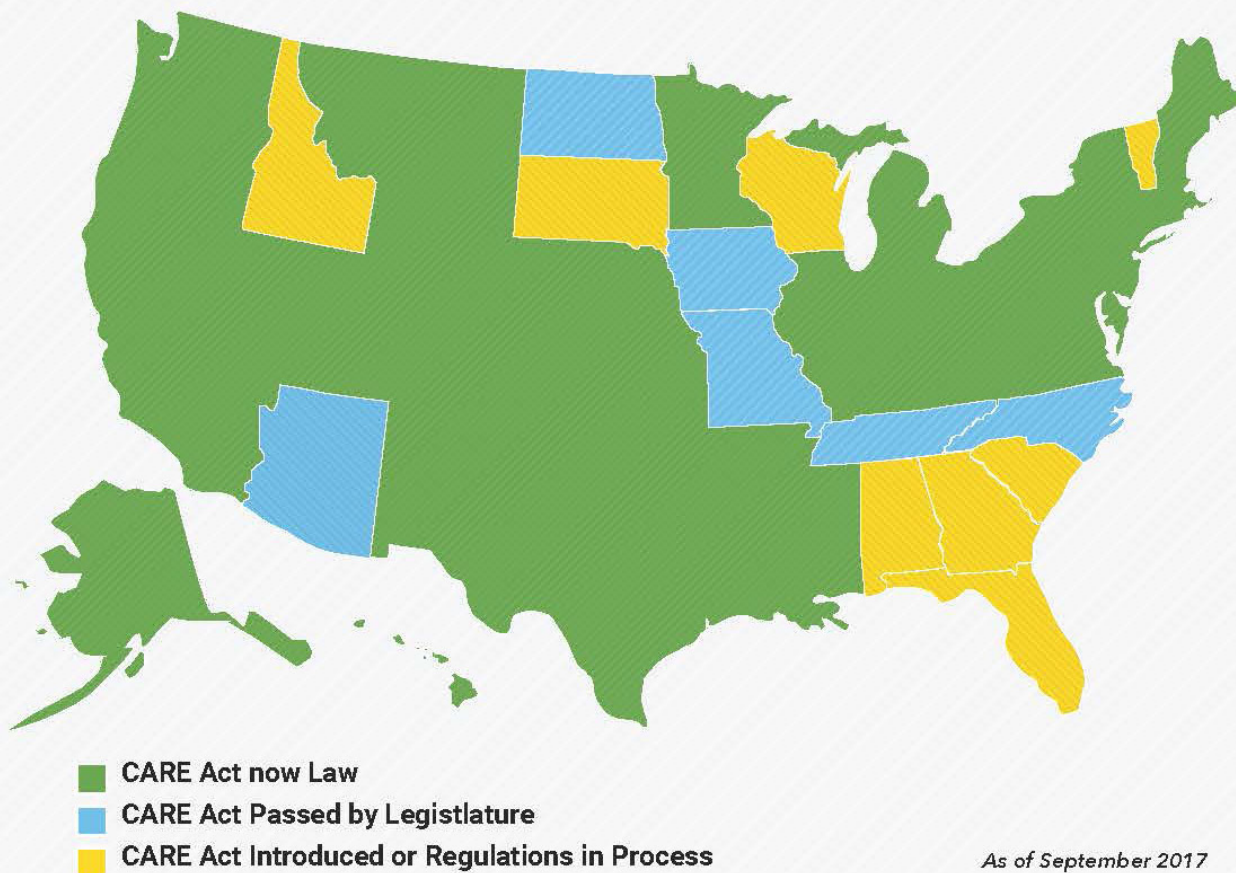 CARE Act now Law
CARE Act Passed by Legistlature
CARE Act Introduced or Regulations in Process
As of September 2017